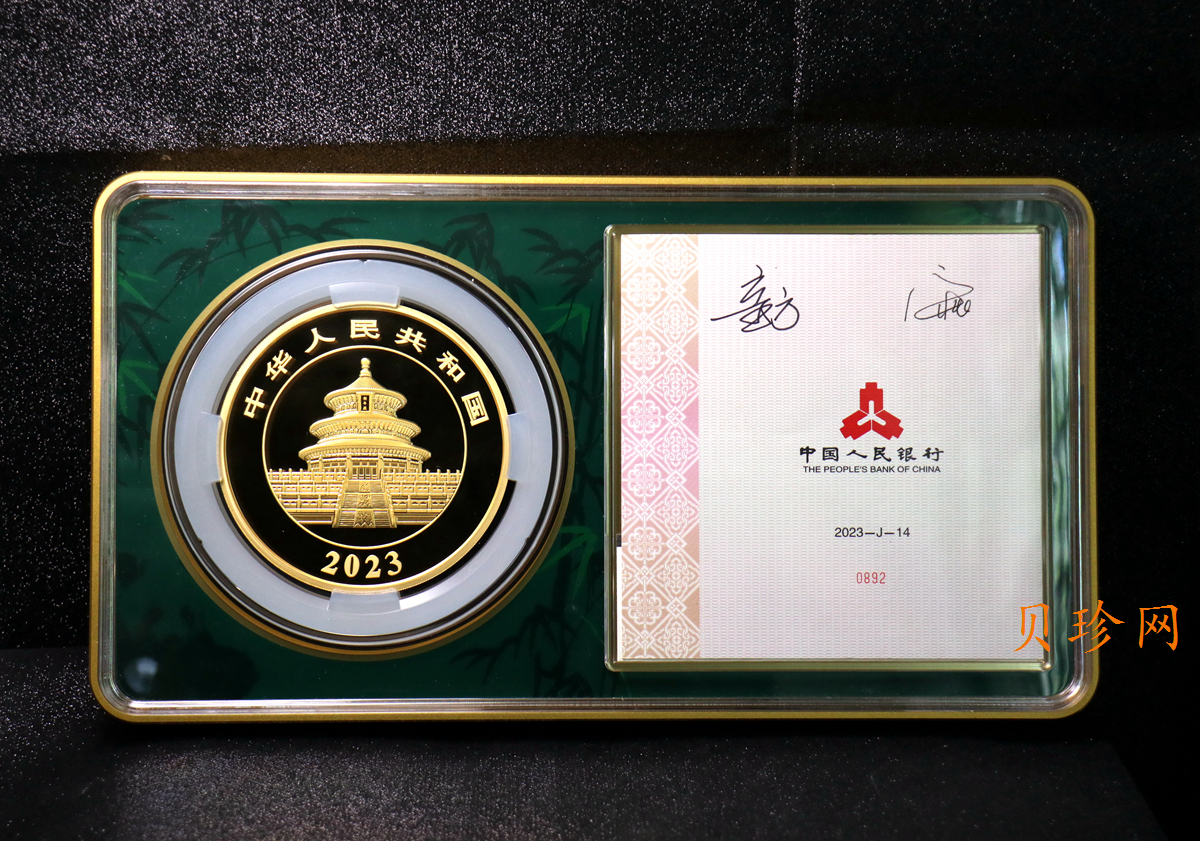 中华人民共和国
2023
中国人民银行
THE PEOPLE'S BANK OF CHINA
2023—J—14
0892
贝珍网